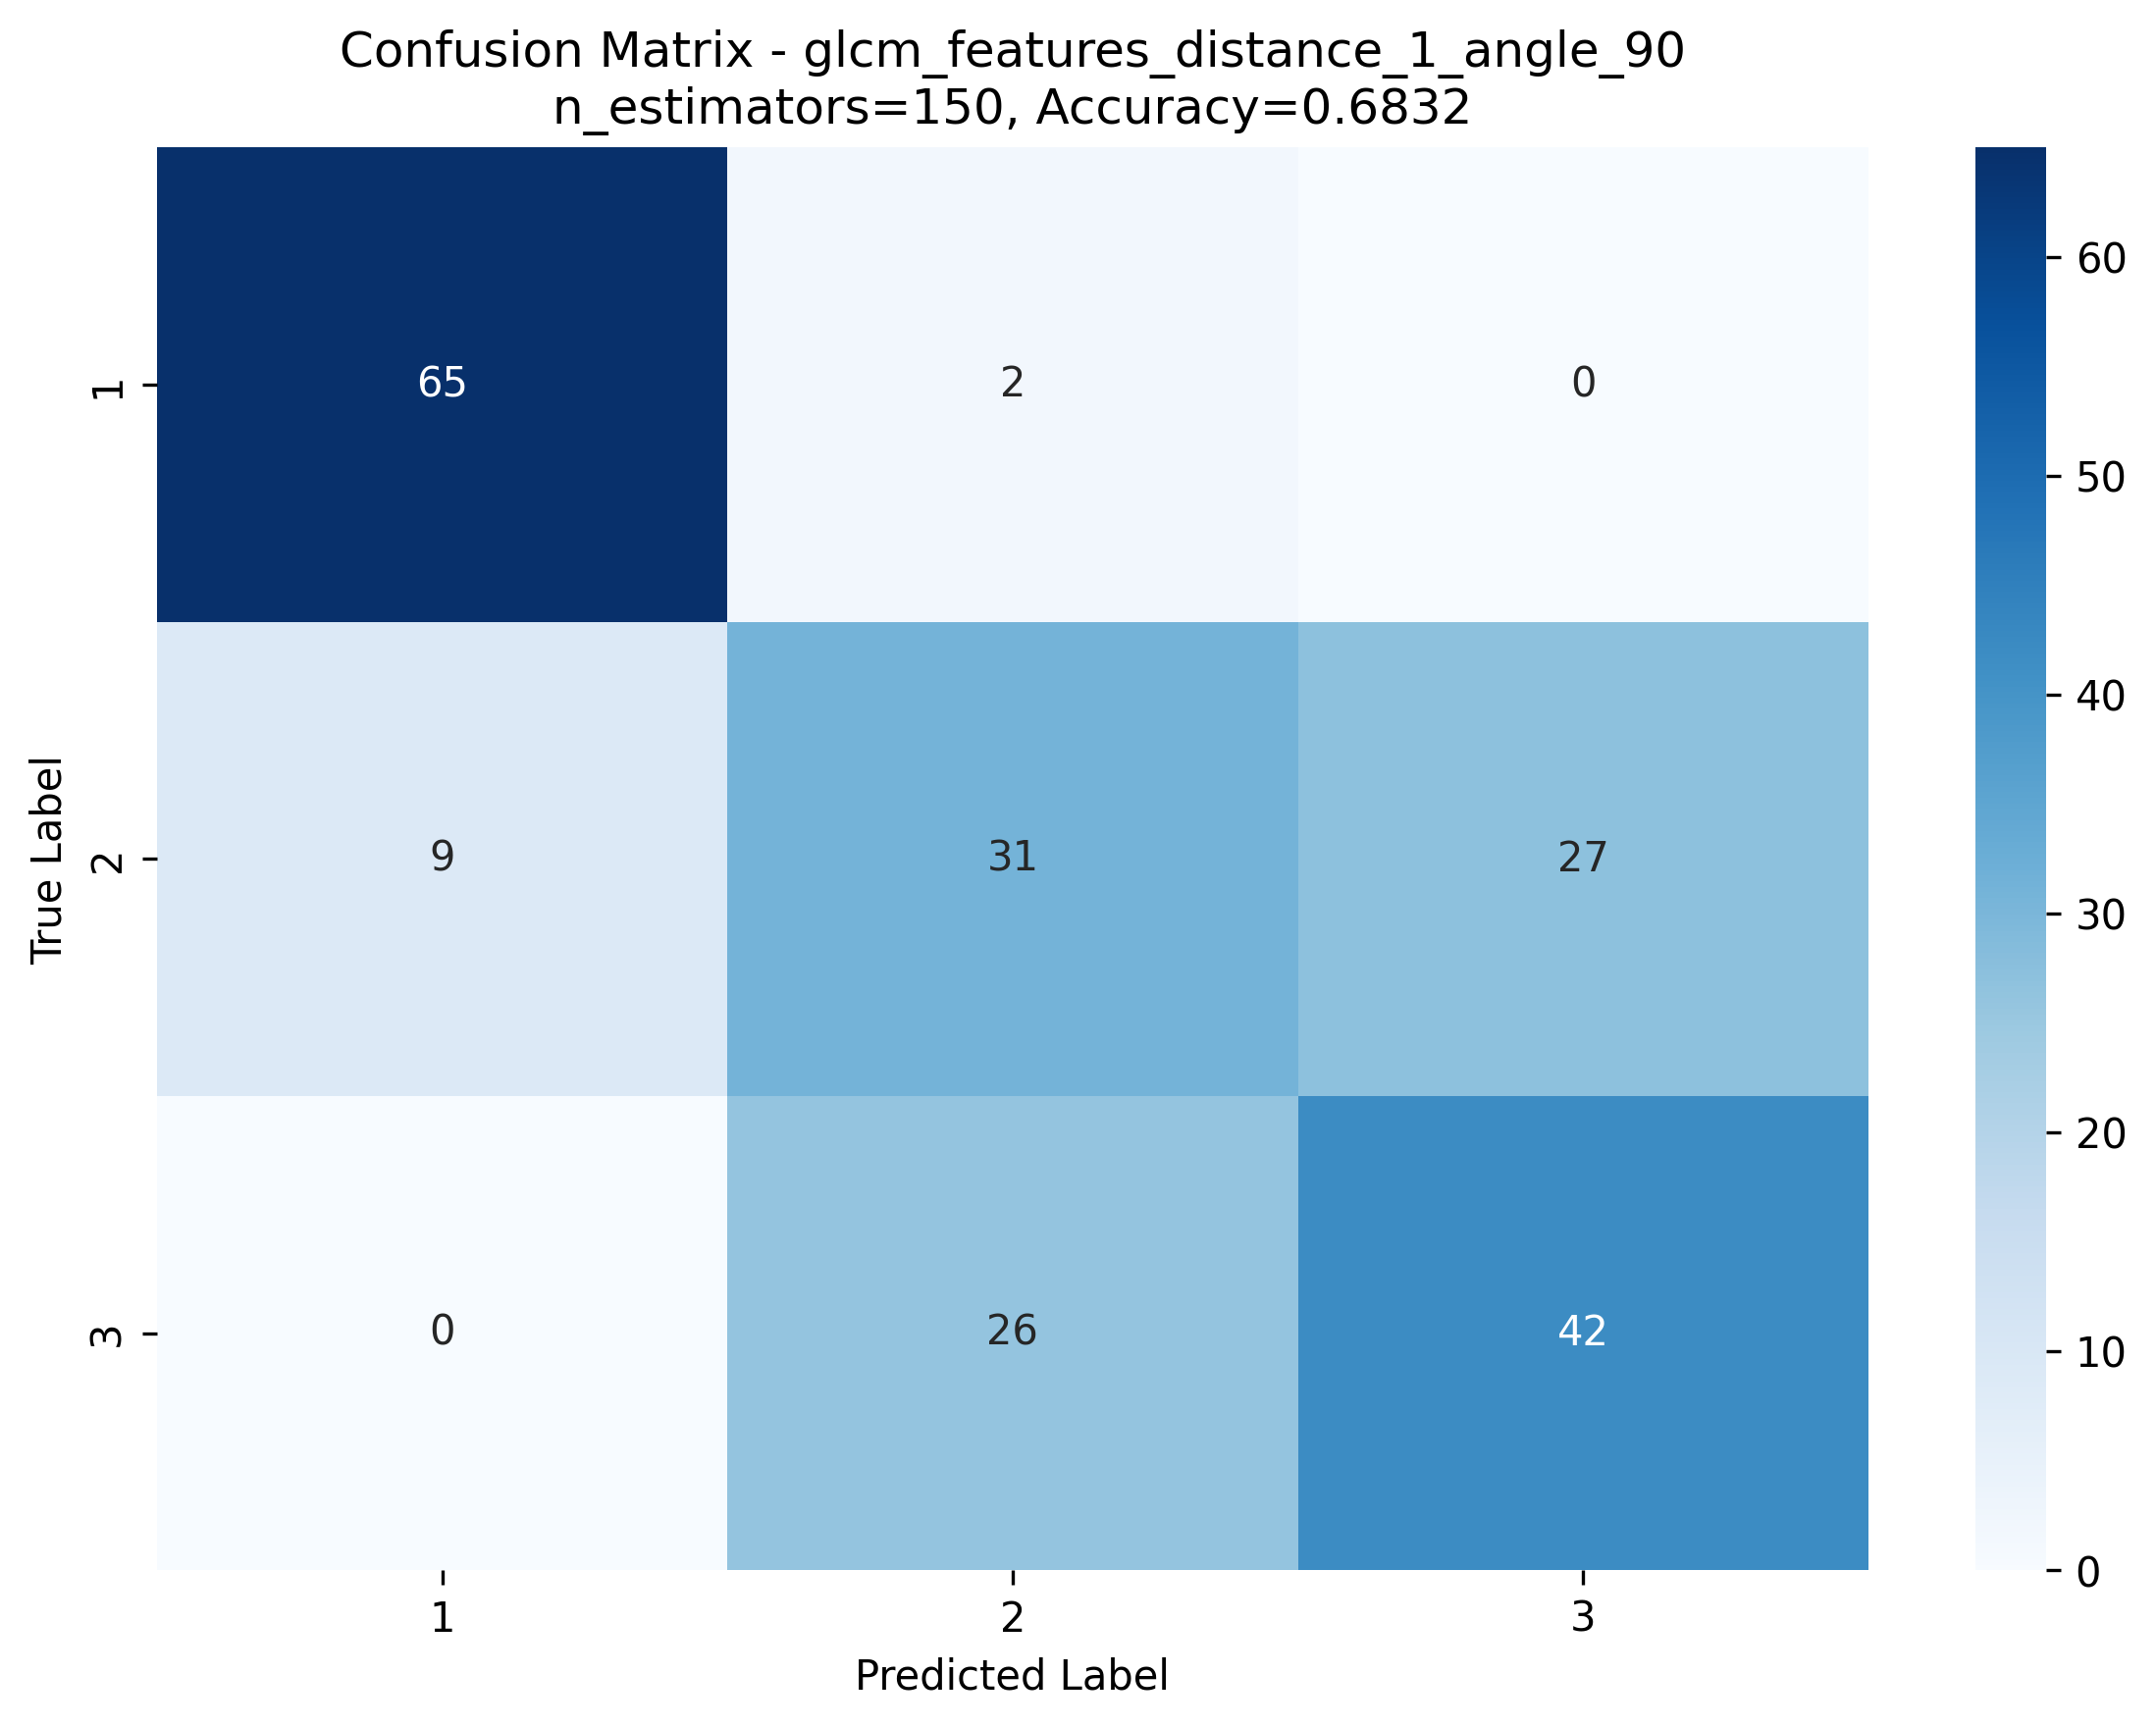 Confusion Matrix - glcm_features_distance_1_angle_90
n_estimators=150, Accuracy=0.6832
True Label
1
65 2 0
2
9 31 27
3
0 26 42
1 2 3
Predicted Label
60
50
40
30
20
10
0